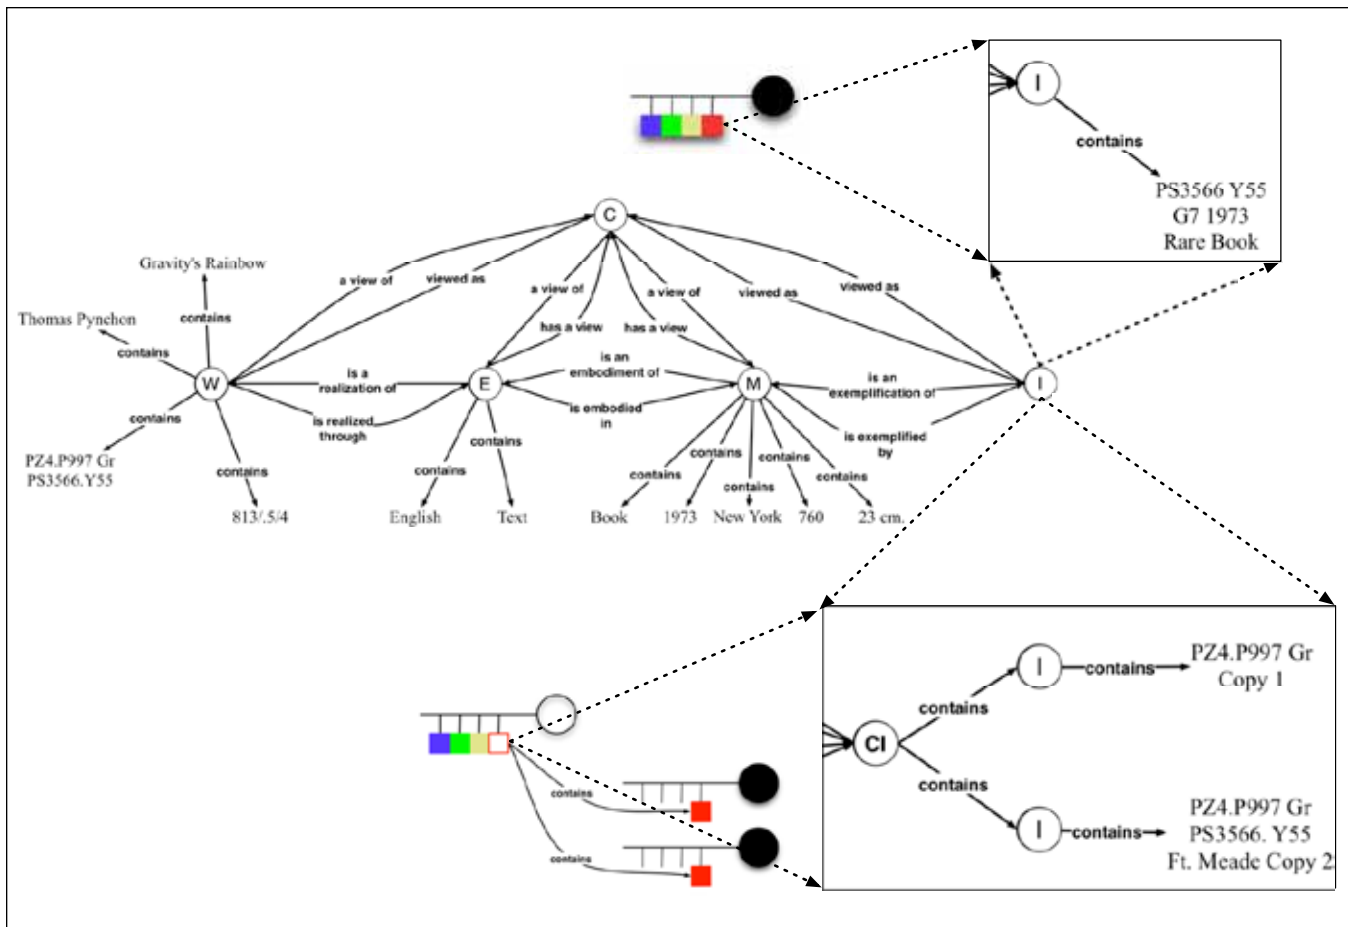 I
contains
PS3566 Y55
G7 1973
Rare Book
C
Gravity's Rainbow
a view of
viewed as
a view of
a view of
viewed as
viewed as
Thomas Pynchon
contains
has a view
has a view
contains
is a
realization of
is an
embodiment of
is an
exemplification of
W
E
M
I
contains
is realized
through
is embodied
in
is exemplified
by
PZ4.P997 Gr
PS3566.Y55
contains
contains
contains
contains
contains
contains
contains
contains
813/.5/4
English
Text
Book
1973
New York
760
23 cm.
I
contains
PZ4.P997 Gr
Copy 1
contains
CI
contains
contains
contains
I
contains
PZ4.P997 Gr
PS3566. Y55
Ft. Meade Copy 2